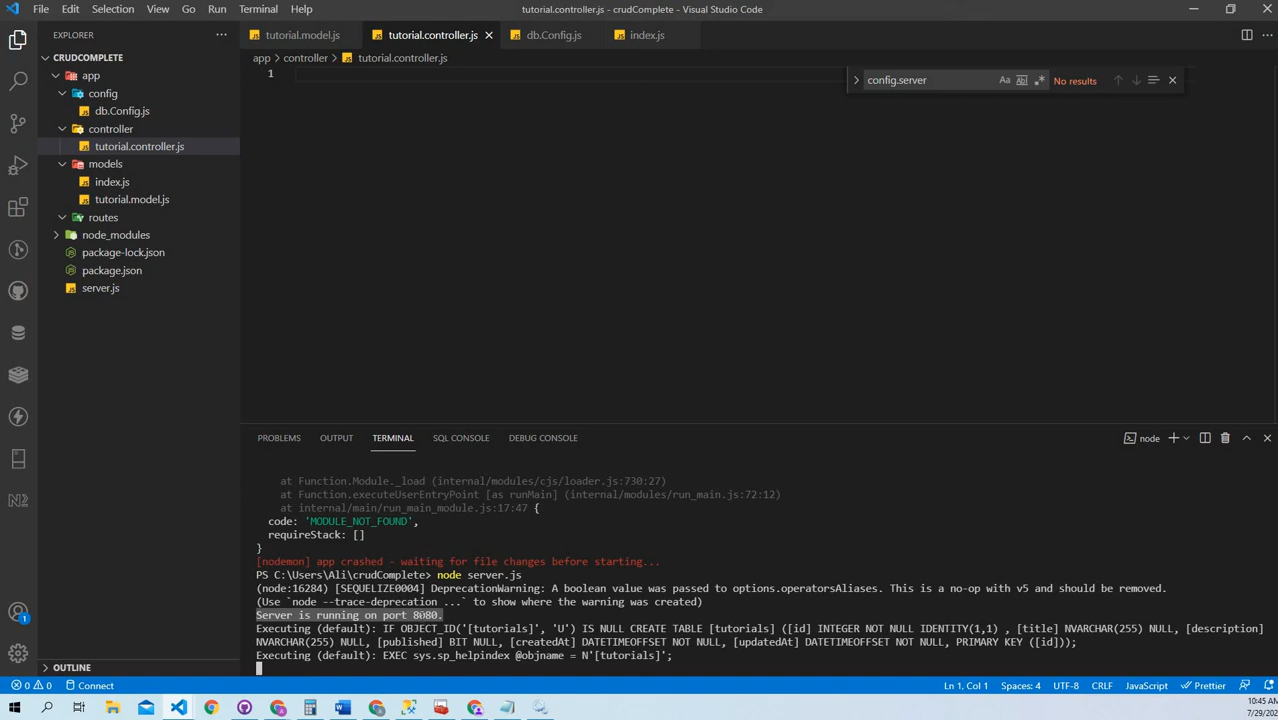 File Edit Selection View Go Run Terminal Help
tutorial.controller.js - crudComplete - Visual Studio Code
EXPLORER
tutorial.model.js
tutorial.controller.js
db.Config.js
index.js
CRUDCOMPLETE
app
config
db.Config.js
controller
tutorial.controller.js
models
index.js
tutorial.model.js
routes
node_modules
package-lock.json
package.json
server.js
OUTLINE
app > controller > tutorial.controller.js
1
config.server
Aa
No results
PROBLEMS OUTPUT TERMINAL SQL CONSOLE DEBUG CONSOLE
node
at Function.Module._load (internal/modules/cjs/loader.js:730:27)
at Function.executeUserEntryPoint [as runMain] (internal/modules/run_main.js:72:12)
at internal/main/run_main_module.js:17:47 {
code: 'MODULE_NOT_FOUND',
requireStack: []
}
[nodemon] app crashed - waiting for file changes before starting...
PS C:\Users\Ali\crudComplete> node server.js
(node:16284) [SEQUELIZE0004] DeprecationWarning: A boolean value was passed to options.operatorsAliases. This is a no-op with v5 and should be removed.
(Use `node --trace-deprecation ...` to show where the warning was created)
Server is running on port 8080.
Executing (default): IF OBJECT_ID('[tutorials]', 'U') IS NULL CREATE TABLE [tutorials] ([id] INTEGER NOT NULL IDENTITY(1,1) , [title] NVARCHAR(255) NULL, [description]
NVARCHAR(255) NULL, [published] BIT NULL, [createdAt] DATETIMEOFFSET NOT NULL, [updatedAt] DATETIMEOFFSET NOT NULL, PRIMARY KEY ([id]));
Executing (default): EXEC sys.sp_helpindex @objname = N'[tutorials]';
0 0 Connect
Ln 1, Col 1 Spaces: 4 UTF-8 CRLF JavaScript Prettier
10:45 AM